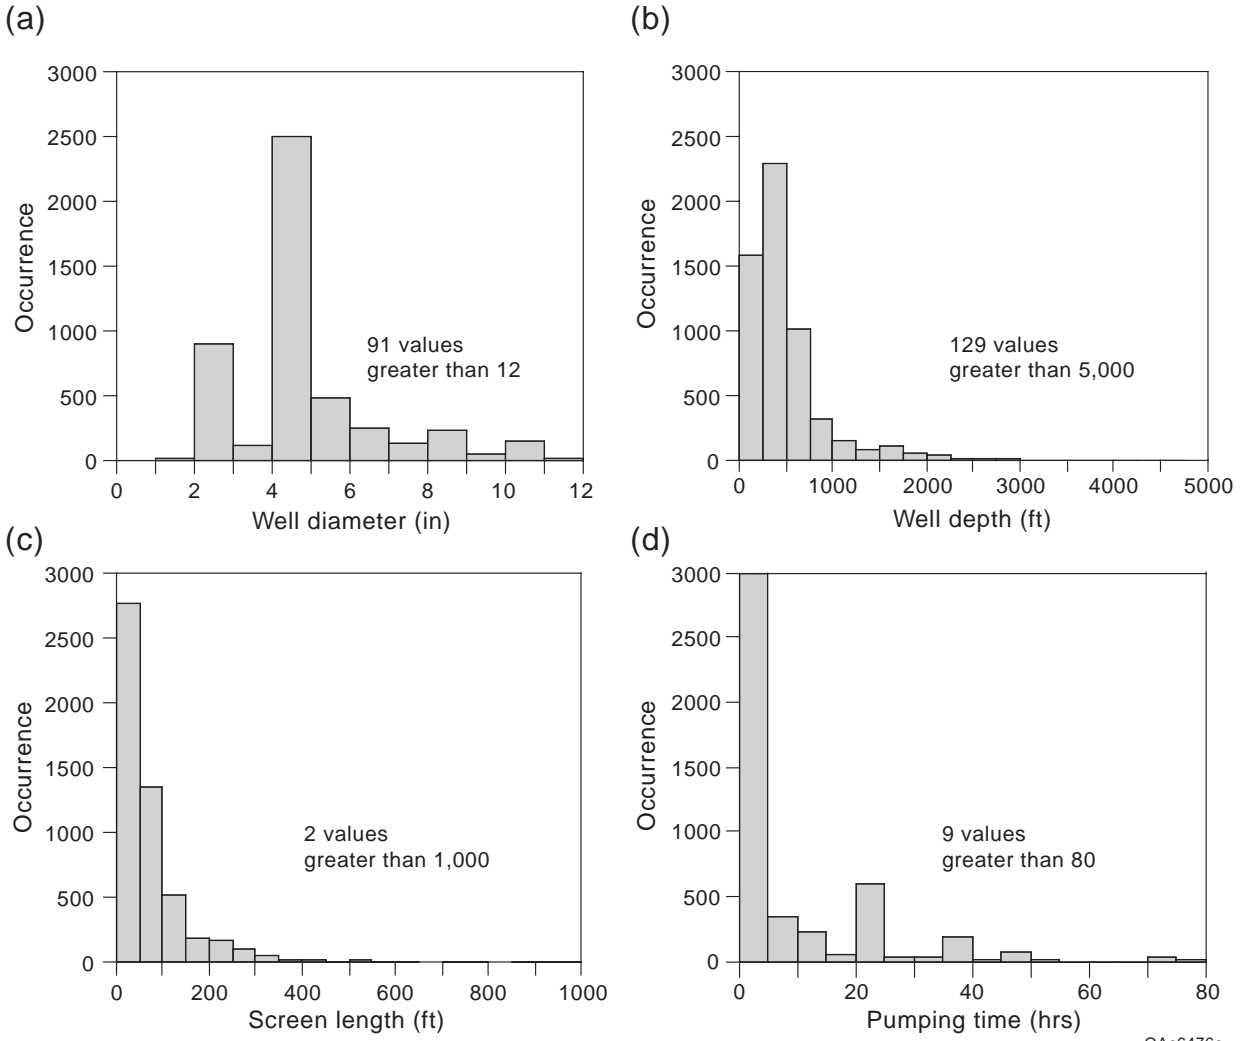 (a)
3000
2500
2000
1500
1000
500
0
Occurrence
91 values
greater than 12
0 2 4 6 8 10 12
Well diameter (in)
(b)
3000
2500
2000
1500
1000
500
0
Occurrence
129 values
greater than 5,000
0 1000 2000 3000 4000 5000
Well depth (ft)
(c)
3000
2500
2000
1500
1000
500
0
Occurrence
2 values
greater than 1,000
0 200 400 600 800 1000
Screen length (ft)
(d)
3000
2500
2000
1500
1000
500
0
Occurrence
9 values
greater than 80
0 20 40 60 80
Pumping time (hrs)